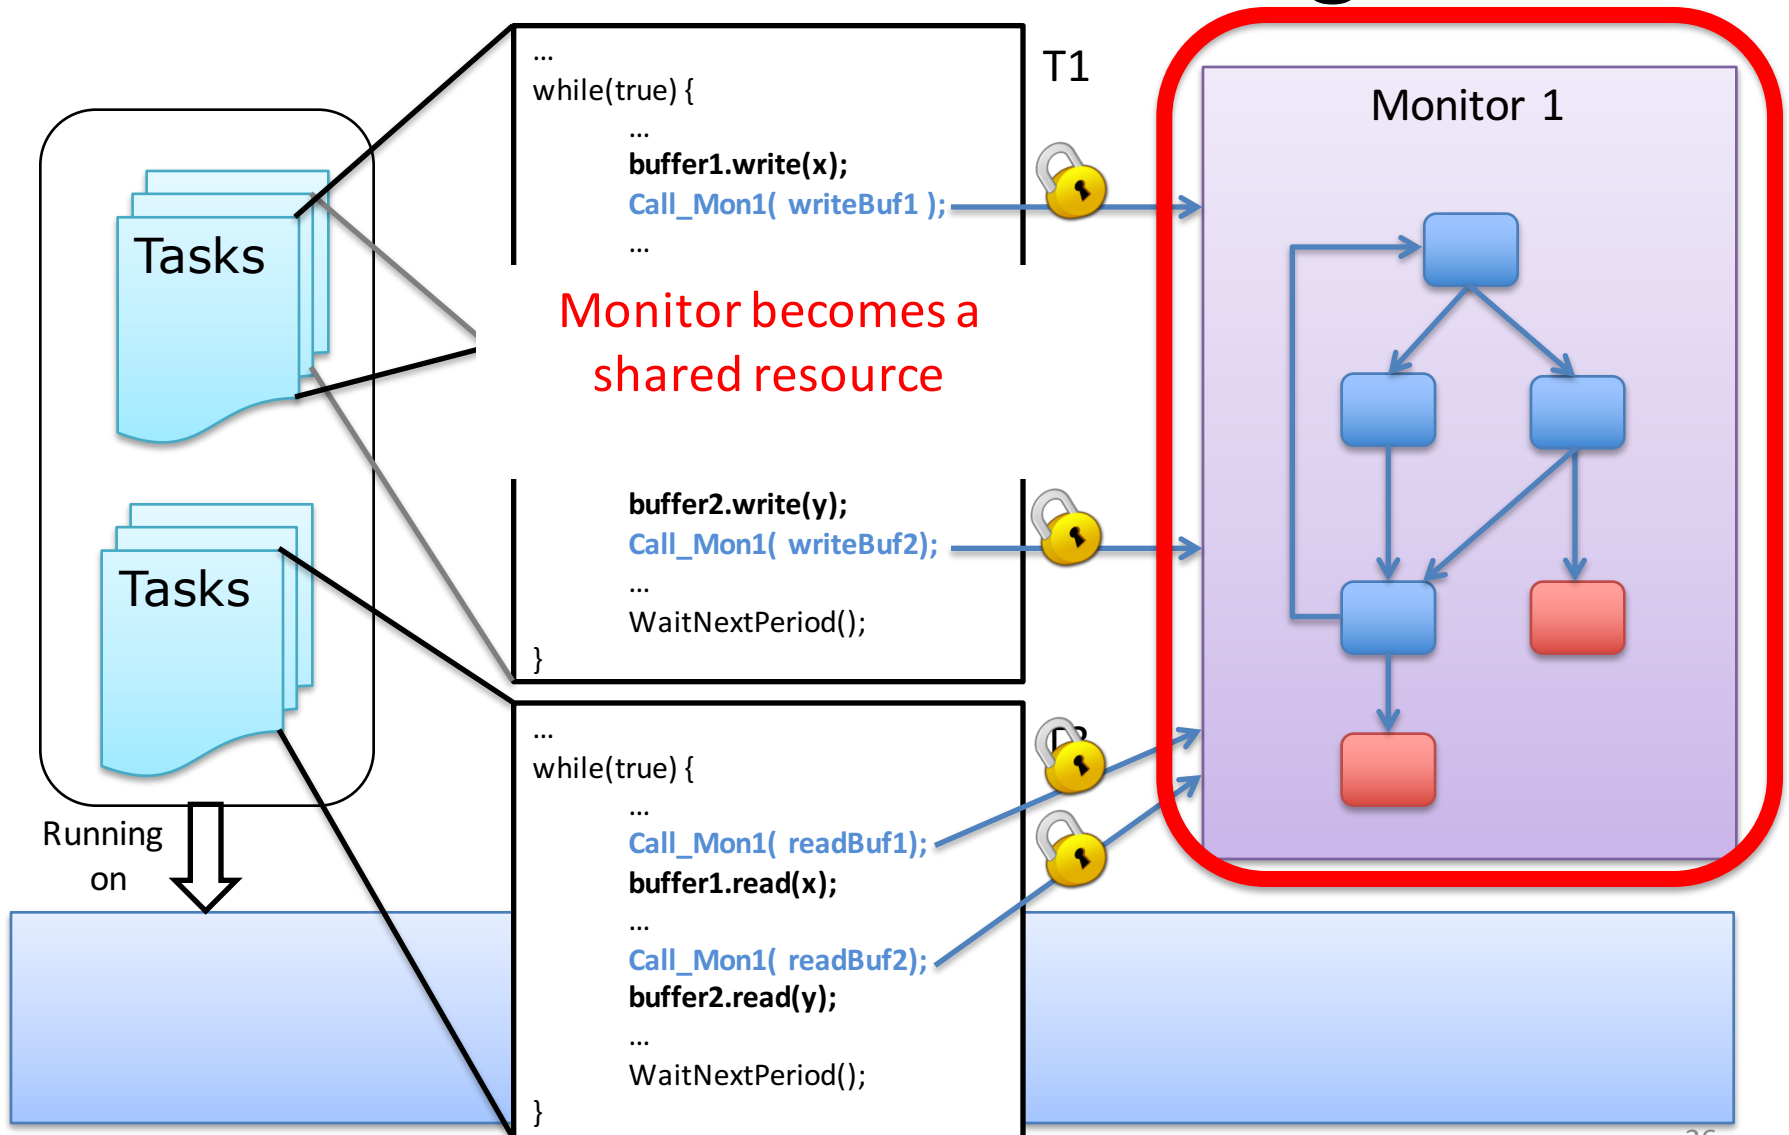 ...
while(true) {
...
buffer1.write(x);
Call_Mon1( writeBuf1 );
...
T1
Monitor 1
Tasks
Monitor becomes a
shared resource
buffer2.write(y);
Call_Mon1( writeBuf2);
...
WaitNextPeriod();
}
Tasks
...
while(true) {
...
Call_Mon1( readBuf1);
buffer1.read(x);
...
Call_Mon1( readBuf2);
buffer2.read(y);
...
WaitNextPeriod();
}
Running
on